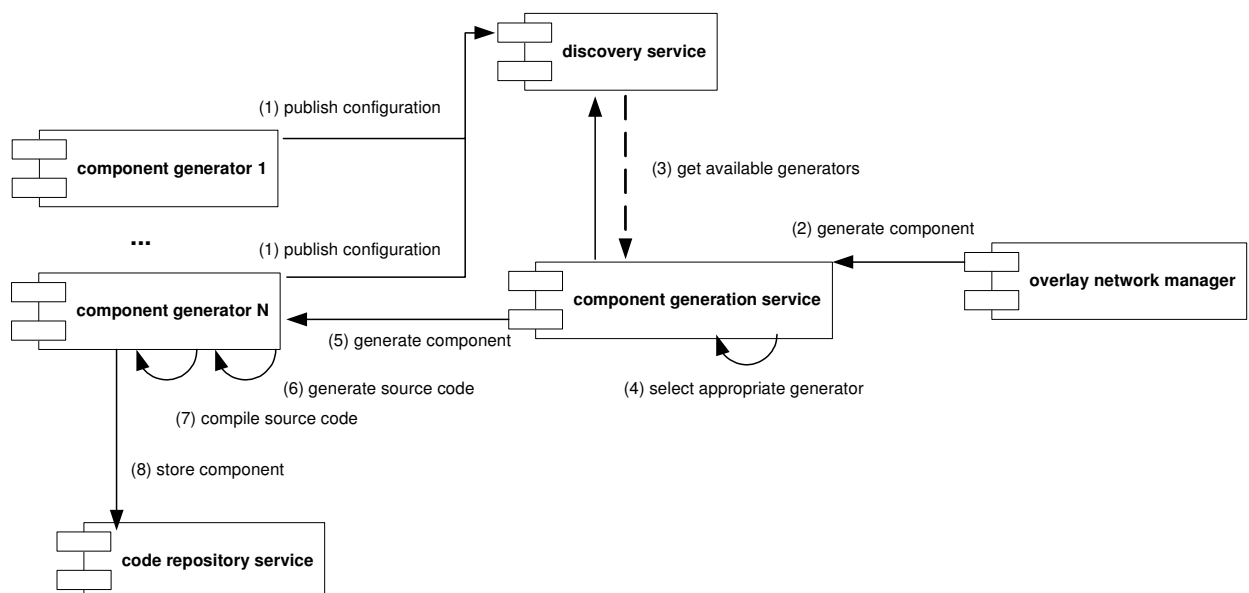 discovery service
(1) publish configuration
component generator 1
(3) get available generators
...
(1) publish configuration
(2) generate component
component generator N
component generation service
overlay network manager
(5) generate component
(6) generate source code
(4) select appropriate generator
(7) compile source code
(8) store component
code repository service